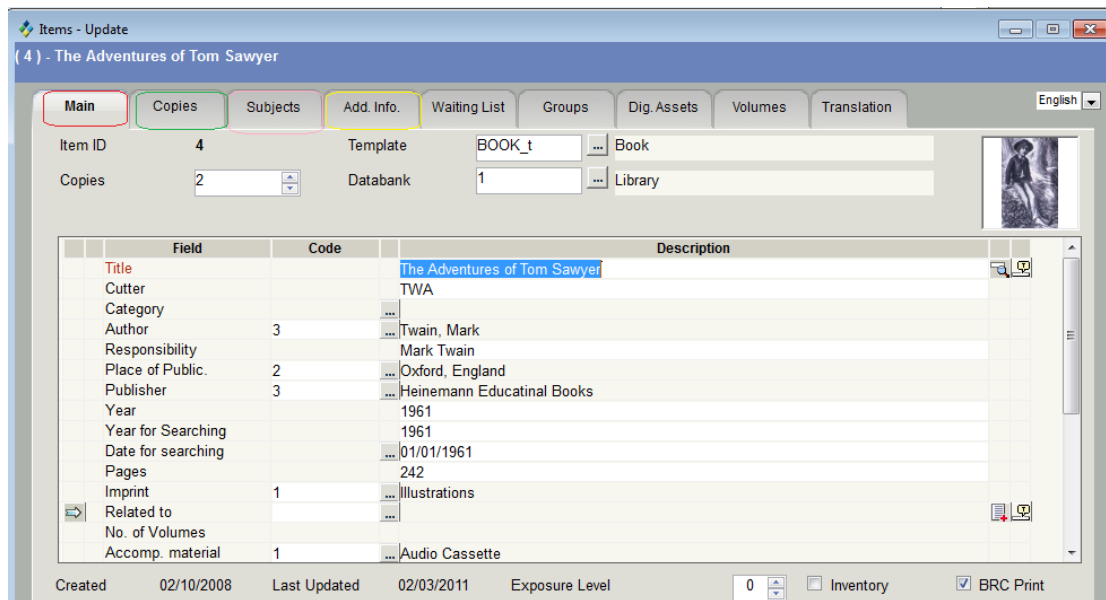 Items - Update
( 4 ) - The Adventures of Tom Sawyer
Main Copies Subjects Add. Info. Waiting List Groups Dig. Assets Volumes Translation English
Item ID 4 Template BOOK_t ... Book
Copies 2 Databank 1 ... Library
Field Code Description
Title The Adventures of Tom Sawyer
Cutter TWA
Category ...
Author 3 ... Twain, Mark
Responsibility Mark Twain
Place of Public. 2 ... Oxford, England
Publisher 3 ... Heinemann Educatinal Books
Year 1961
Year for Searching 1961
Date for searching ... 01/01/1961
Pages 242
Imprint 1 ... Illustrations
Related to ...
No. of Volumes
Accomp. material 1 ... Audio Cassette
Created 02/10/2008 Last Updated 02/03/2011 Exposure Level 0 Inventory BRC Print